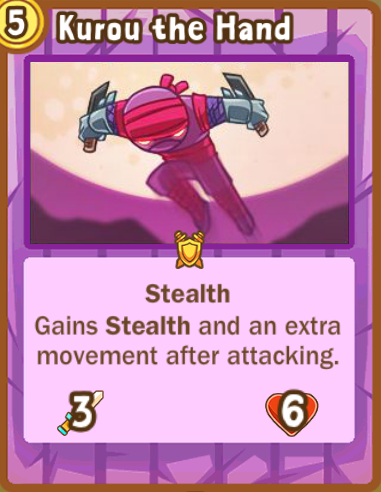 5
Kurou the Hand
Stealth
Gains Stealth and an extra
movement after attacking.
3
6